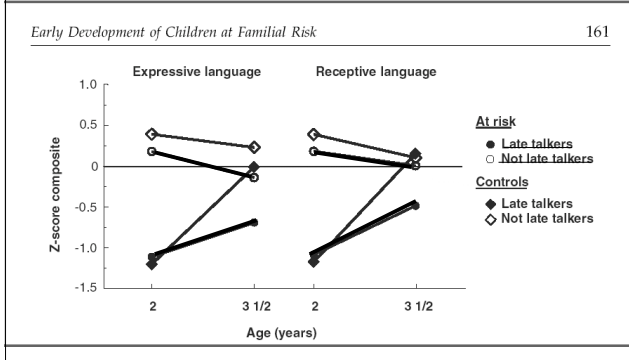 Early Development of Children at Familial Risk 161
Expressive language Receptive language
1.0
0.5
0
-0.5
-1.0
-1.5
Z-score composite
2 3 1/2 2 3 1/2
Age (years)
At risk
Late talkers
Not late talkers
Controls
Late talkers
Not late talkers